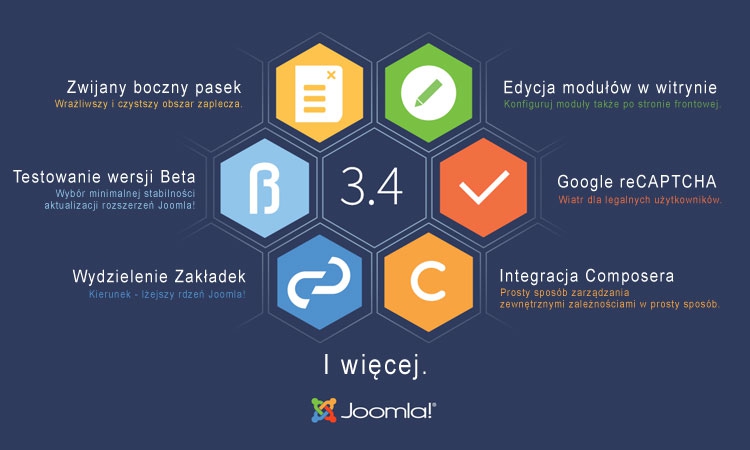 Zwijany boczny pasek
Wrażliwszy i czystszy obszar zaplecza.
Edycja modułów w witrynie
Konfiguruj moduły także po stronie frontowej.
Testowanie wersji Beta
Wybór minimalnej stabilności
aktualizacji rozszerzeń Joomla!
ß
3.4
Google reCAPTCHA
Wiatr dla legalnych użytkowników.
Wydzielenie Zakładek
Kierunek - lżejszy rdzeń Joomla!
C
Integracja Composera
Prosty sposób zarządzania
zewnętrznymi zależnościami w prosty sposób.
I więcej.
Joomla!®